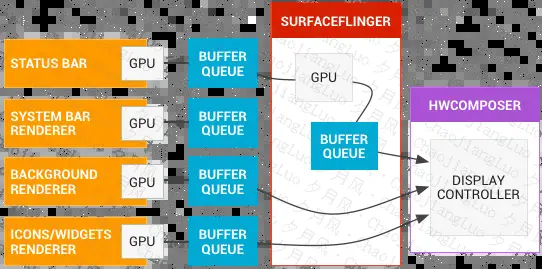 SURFACEFLINGER
STATUS BAR
GPU
BUFFER
QUEUE
GPU
SYSTEM BAR
RENDERER
GPU
BUFFER
QUEUE
HWCOMPOSER
BUFFER
QUEUE
BACKGROUND
RENDERER
GPU
BUFFER
QUEUE
DISPLAY
CONTROLLER
ICONS/WIDGETS
RENDERER
GPU
BUFFER
QUEUE